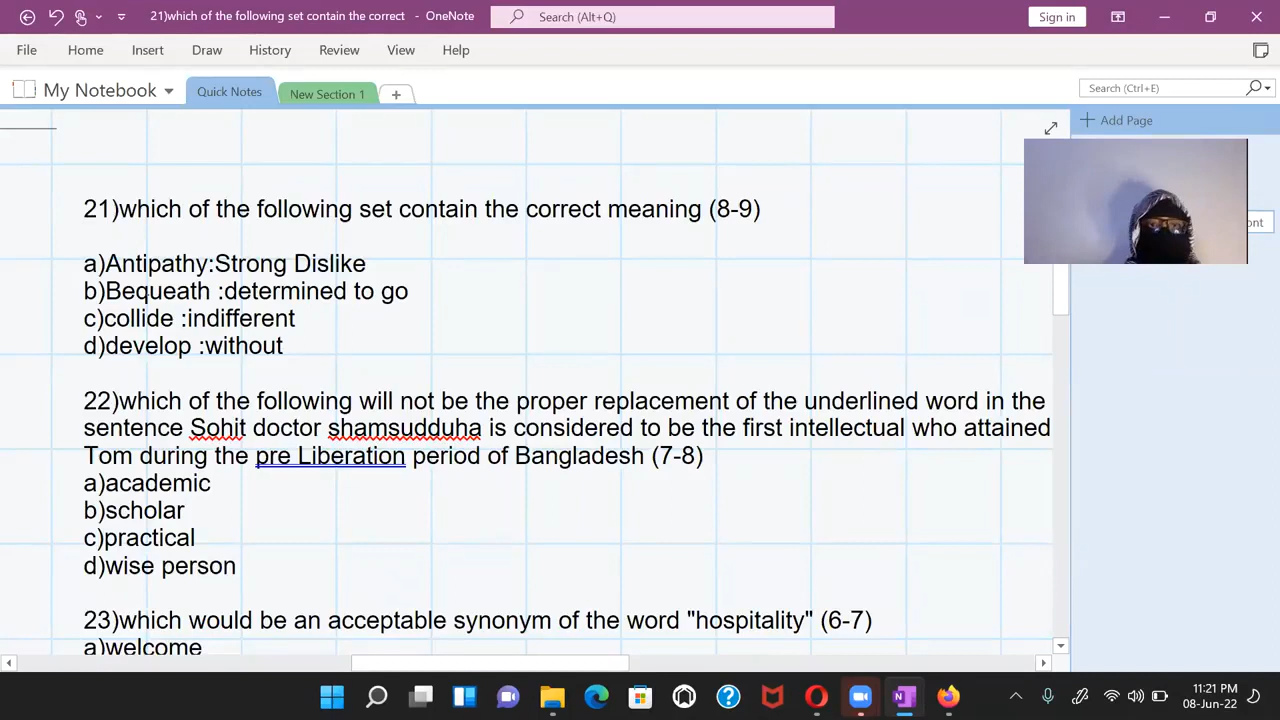 21)which of the following set contain the correct - OneNote
Search (Alt+Q)
Sign in
File Home Insert Draw History Review View Help
My Notebook
Quick Notes
New Section 1
Search (Ctrl+E)
Add Page
21)which of the following set contain the correct meaning (8-9)
a)Antipathy:Strong Dislike
b)Bequeath :determined to go
c)collide :indifferent
d)develop :without
22)which of the following will not be the proper replacement of the underlined word in the
sentence Sohit doctor shamsudduha is considered to be the first intellectual who attained
Tom during the pre Liberation period of Bangladesh (7-8)
a)academic
b)scholar
c)practical
d)wise person
23)which would be an acceptable synonym of the word "hospitality" (6-7)
a)welcome
11:21 PM
08-Jun-22